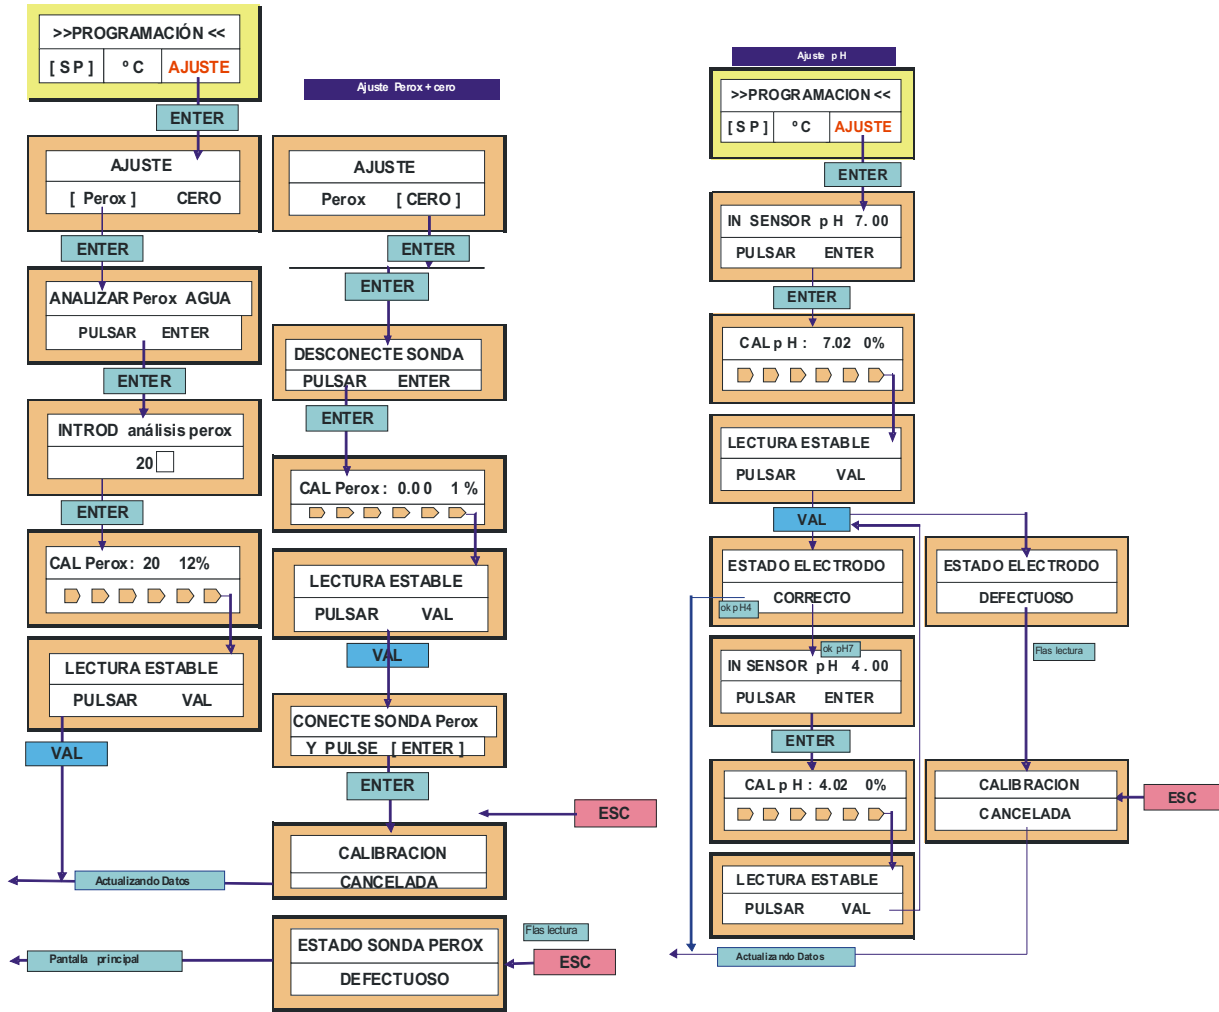 >>PROGRAMACIÓN <<
[ S P ] º C AJUSTE
ENTER
AJUSTE
[ Perox ] CERO
ENTER
ANALIZAR Perox AGUA
PULSAR ENTER
ENTER
INTROD análisis perox
20
ENTER
CAL Perox: 20 12%
LECTURA ESTABLE
PULSAR VAL
VAL
Actualizando Datos
Pantalla principal
Ajuste Perox + cero
AJUSTE
Perox [ CERO ]
ENTER
ENTER
DESCONECTE SONDA
PULSAR ENTER
ENTER
CAL Perox: 0.00 1 %
LECTURA ESTABLE
PULSAR VAL
VAL
CONECTE SONDA Perox
Y PULSE [ ENTER ]
ENTER
ESC
CALIBRACION
CANCELADA
ESTADO SONDA PEROX
DEFECTUOSO
Flas lectura
ESC
Ajuste pH
>>PROGRAMACION <<
[ S P ] º C AJUSTE
ENTER
IN SENSOR pH 7.00
PULSAR ENTER
ENTER
CAL pH: 7.02 0%
LECTURA ESTABLE
PULSAR VAL
VAL
ESTADO ELECTRODO
CORRECTO
ok pH4
ok pH7
IN SENSOR pH 4.00
PULSAR ENTER
ENTER
CAL pH: 4.02 0%
LECTURA ESTABLE
PULSAR VAL
Actualizando Datos
ESTADO ELECTRODO
DEFECTUOSO
Flas lectura
CALIBRACION
CANCELADA
ESC